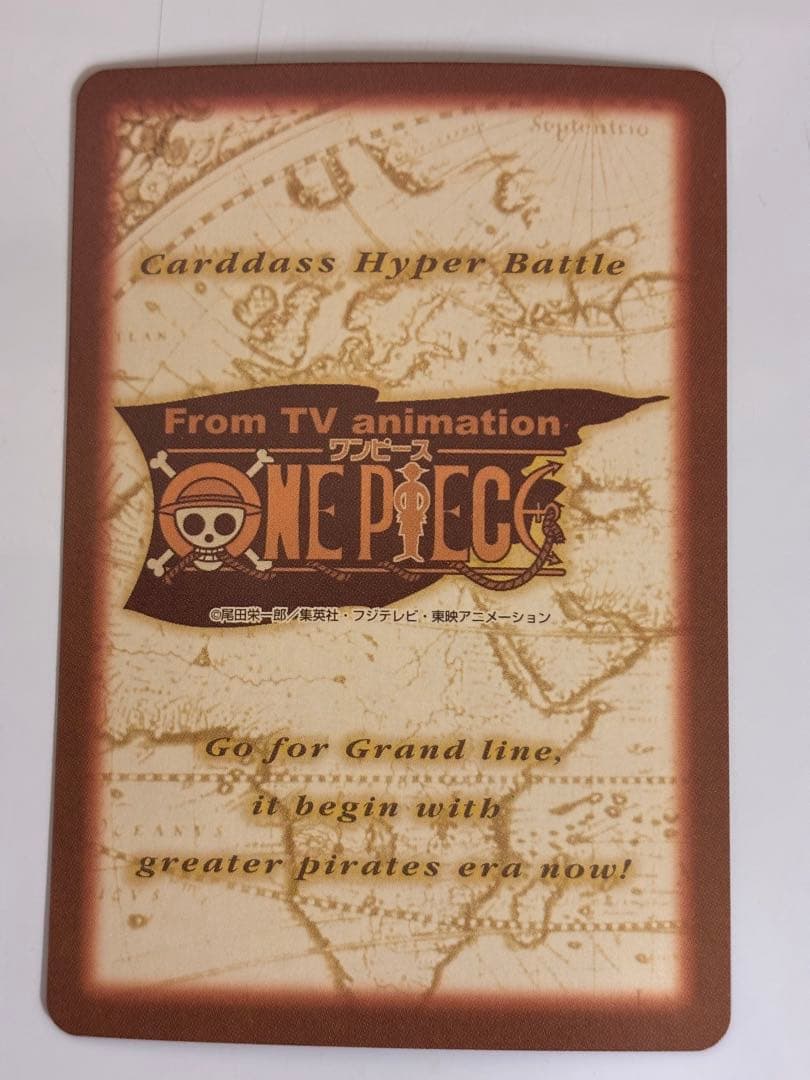 Septentrio
Carddass Hyper Battle
From TV animation
ワンピース
ONE PIECE
©尾田栄一郎/集英社・フジテレビ・東映アニメーション
Go for Grand line,
it begin with
greater pirates era now!